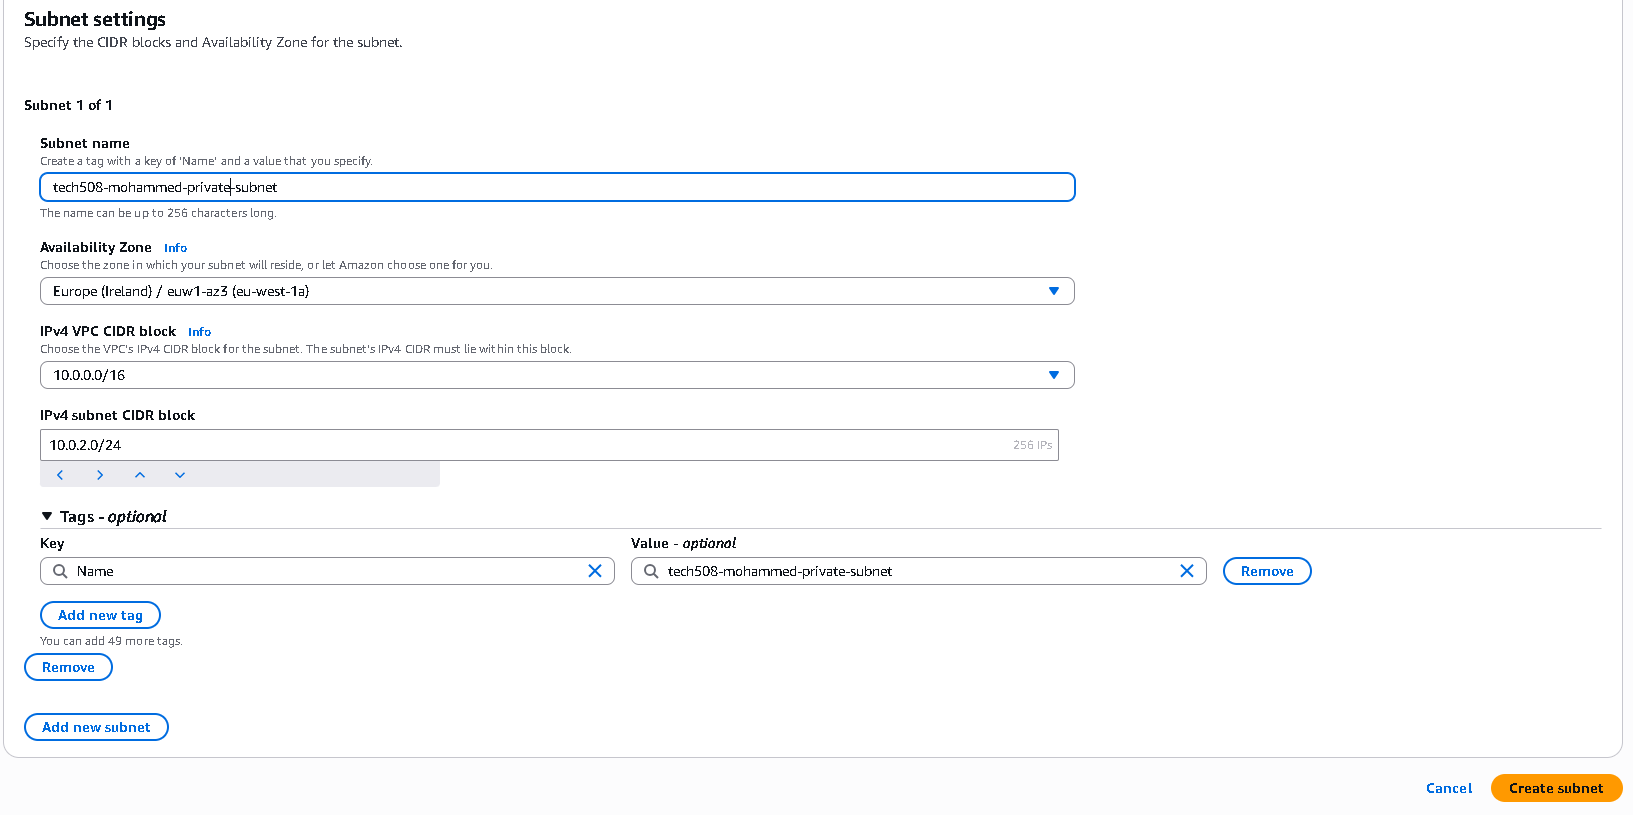 Subnet settings
Specify the CIDR blocks and Availability Zone for the subnet.
Subnet 1 of 1
Subnet name
Create a tag with a key of 'Name' and a value that you specify.
tech508-mohammed-private-subnet
The name can be up to 256 characters long.
Availability Zone Info
Choose the zone in which your subnet will reside, or let Amazon choose one for you.
Europe (Ireland) / euw1-az3 (eu-west-1a)
IPv4 VPC CIDR block Info
Choose the VPC's IPv4 CIDR block for the subnet. The subnet's IPv4 CIDR must lie within this block.
10.0.0.0/16
IPv4 subnet CIDR block
10.0.2.0/24 256 IPs
Tags - optional
Key Value - optional
Name tech508-mohammed-private-subnet Remove
Add new tag
You can add 49 more tags.
Remove
Add new subnet
Cancel Create subnet